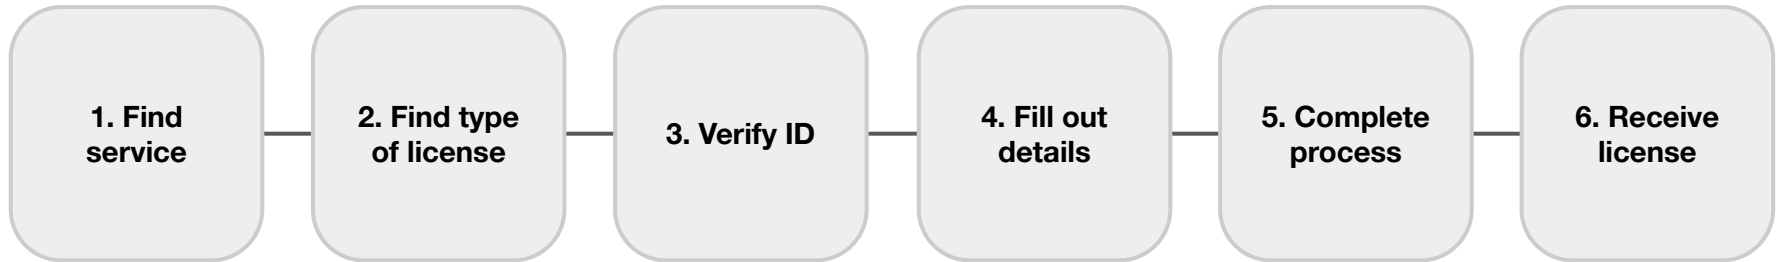 1. Find
service
2. Find type
of license
3. Verify ID
4. Fill out
details
5. Complete
process
6. Receive
license